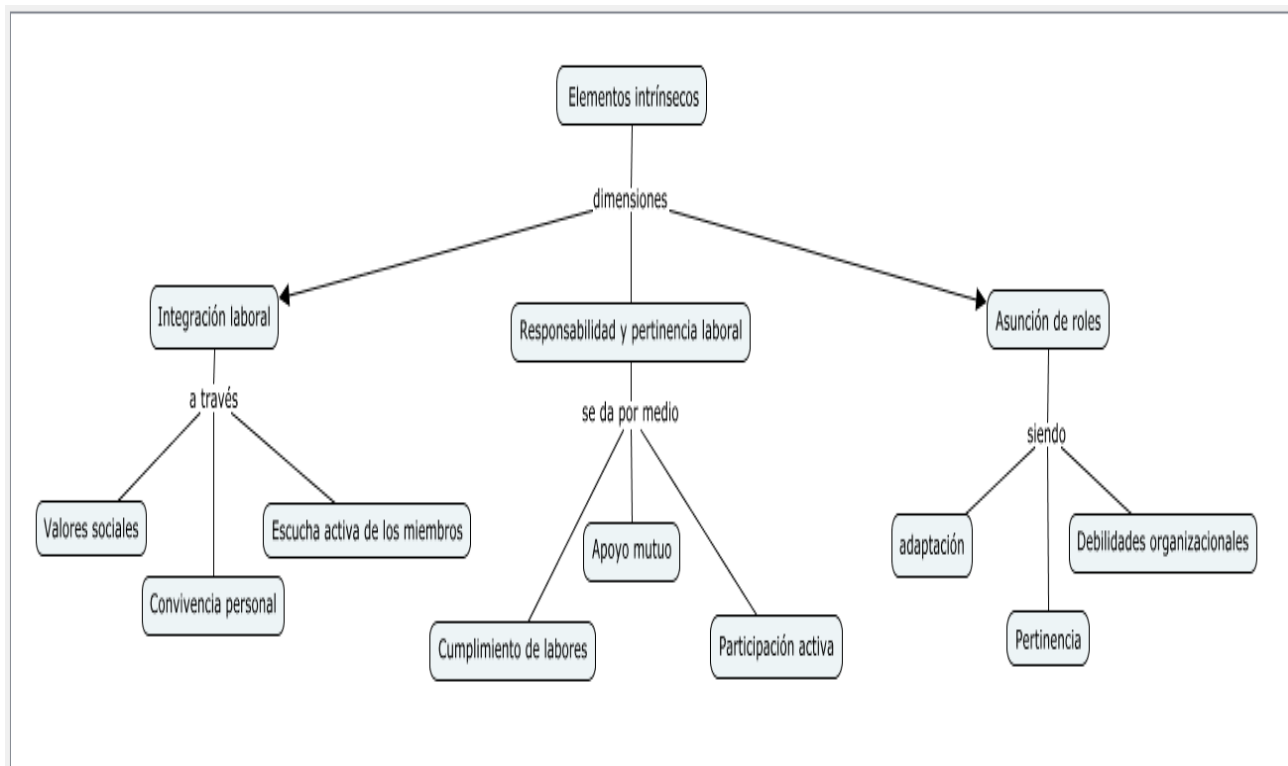 Elementos intrínsecos
dimensiones
Integración laboral
Responsabilidad y pertinencia laboral
Asunción de roles
a través
se da por medio
siendo
Valores sociales
Convivencia personal
Escucha activa de los miembros
Cumplimiento de labores
Apoyo mutuo
Participación activa
adaptación
Pertinencia
Debilidades organizacionales